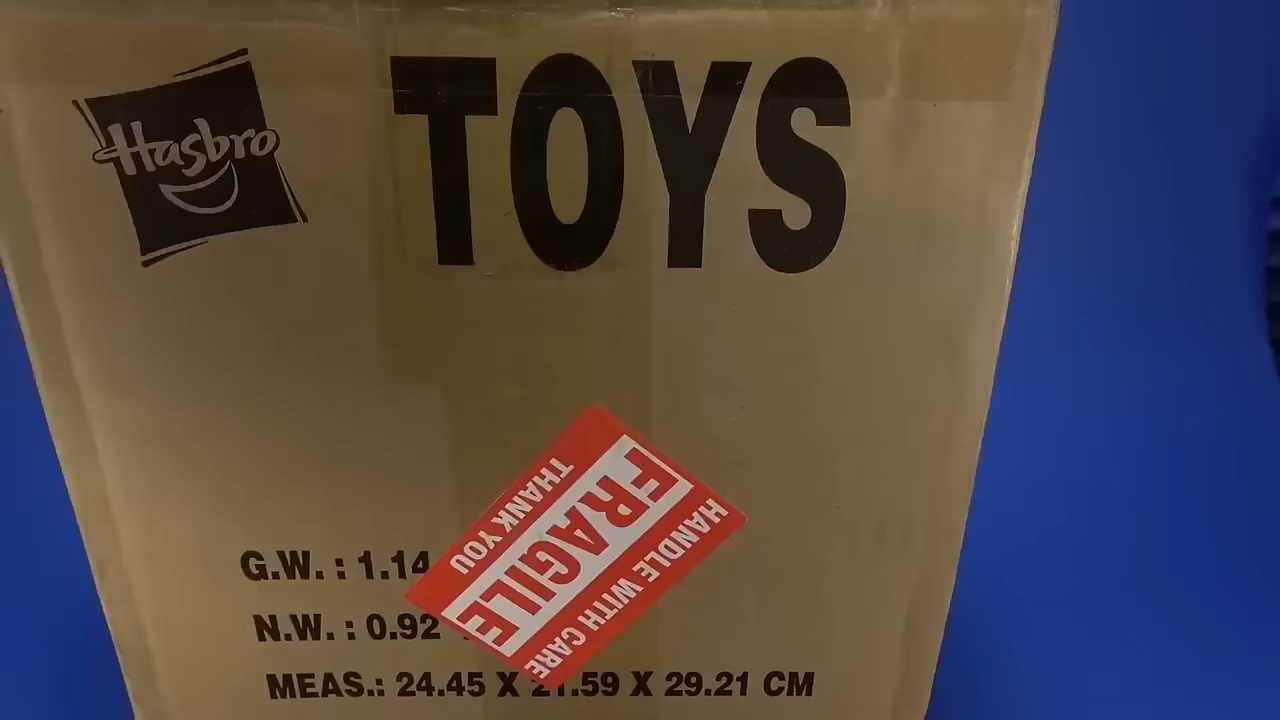 Hasbro
TOYS
G.W. : 1.14
N.W. : 0.92
MEAS.: 24.45 X 21.59 X 29.21 CM
HANDLE WITH CARE
FRAGILE
THANK YOU